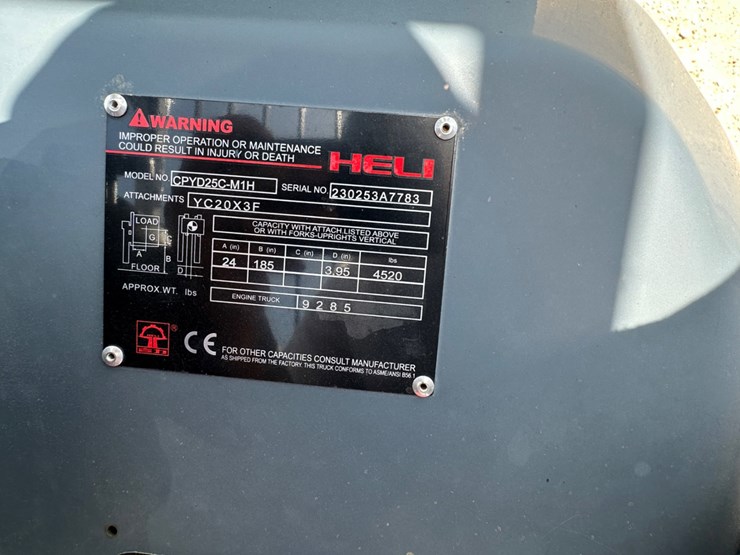 WARNING
IMPROPER OPERATION OR MAINTENANCE
COULD RESULT IN INJURY OR DEATH
HELI
MODEL NO CPYD25C-M1H SERIAL NO. 230253A7783
ATTACHMENTS YC20X3F
CAPACITY WITH ATTACH.LISTED ABOVE
OR WITH FORKS-UPRIGHTS VERTICAL
LOAD
G
A
B
FLOOR
D
A (in) B (in) C (in) D (in) lbs
24 185 3.95 4520
APPROX.WT. lbs
ENGINE TRUCK 9285
® CE
FOR OTHER CAPACITIES CONSULT MANUFACTURER
AS SHIPPED FROM THE FACTORY. THIS TRUCK CONFORMS TO ASME/ANSI B56.1